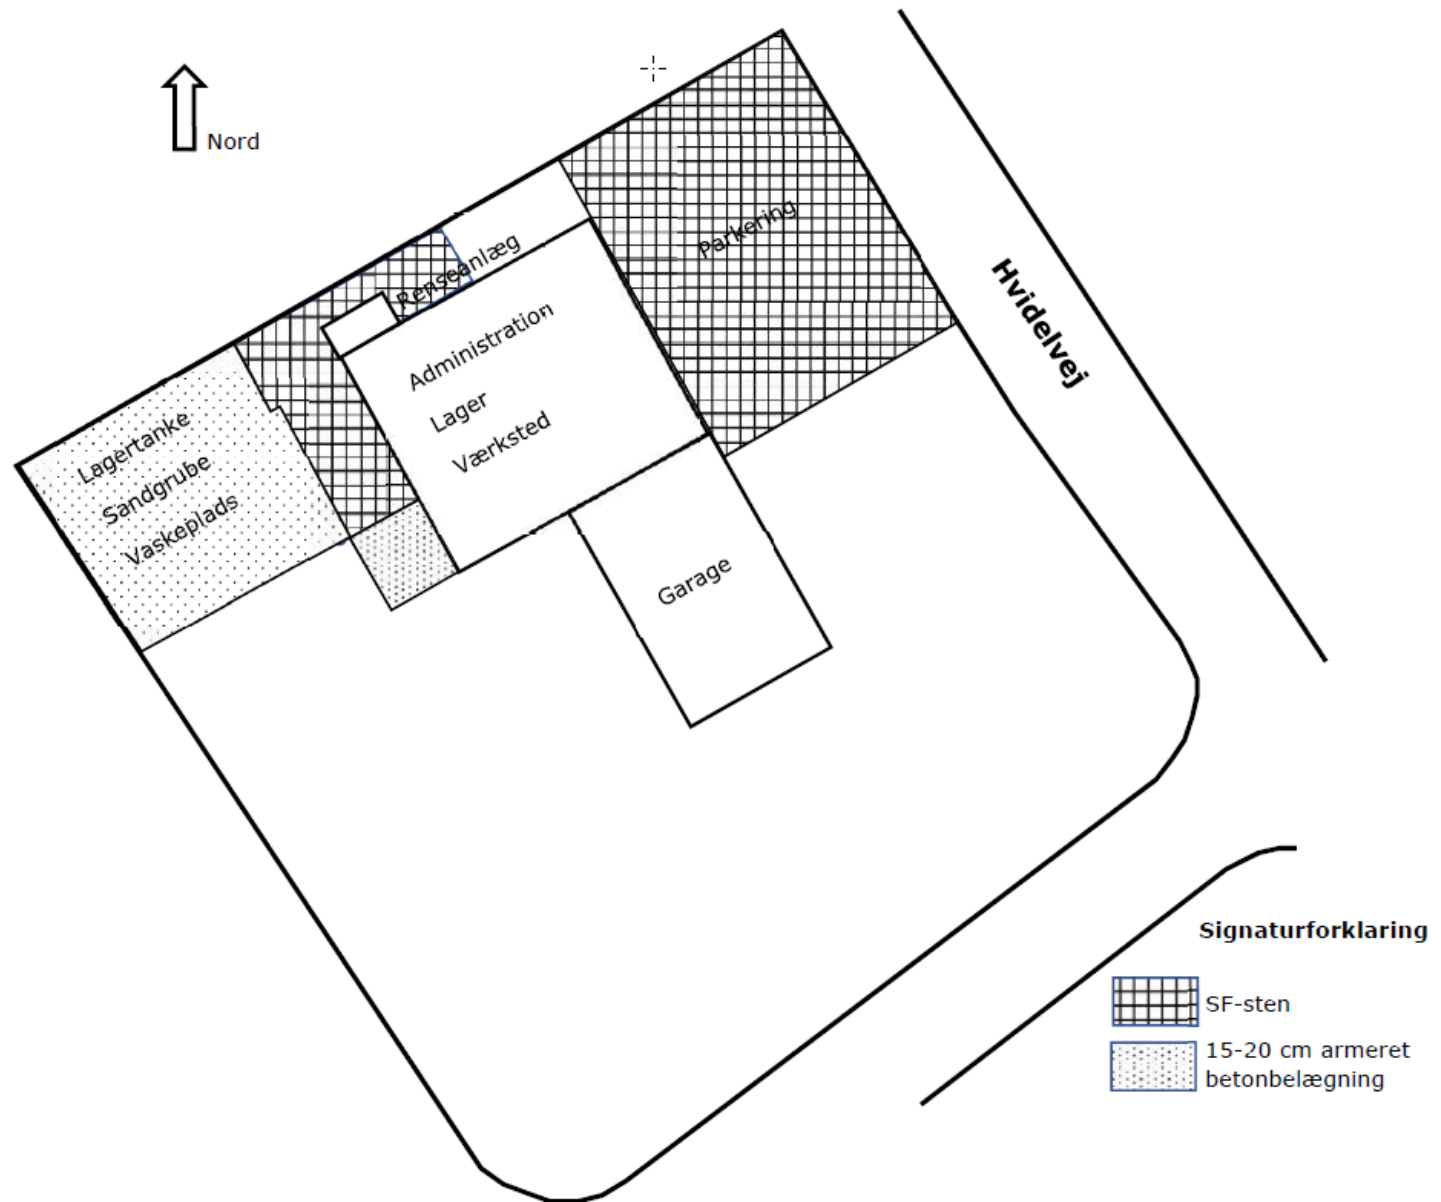 Nord
Parkering
Renseanlæg
Hvidelvej
Administration
Lager
Værksted
Lagertanke
Sandgrube
Vaskeplads
Garage
Signaturforklaring
SF-sten
15-20 cm armeret
betonbelægning